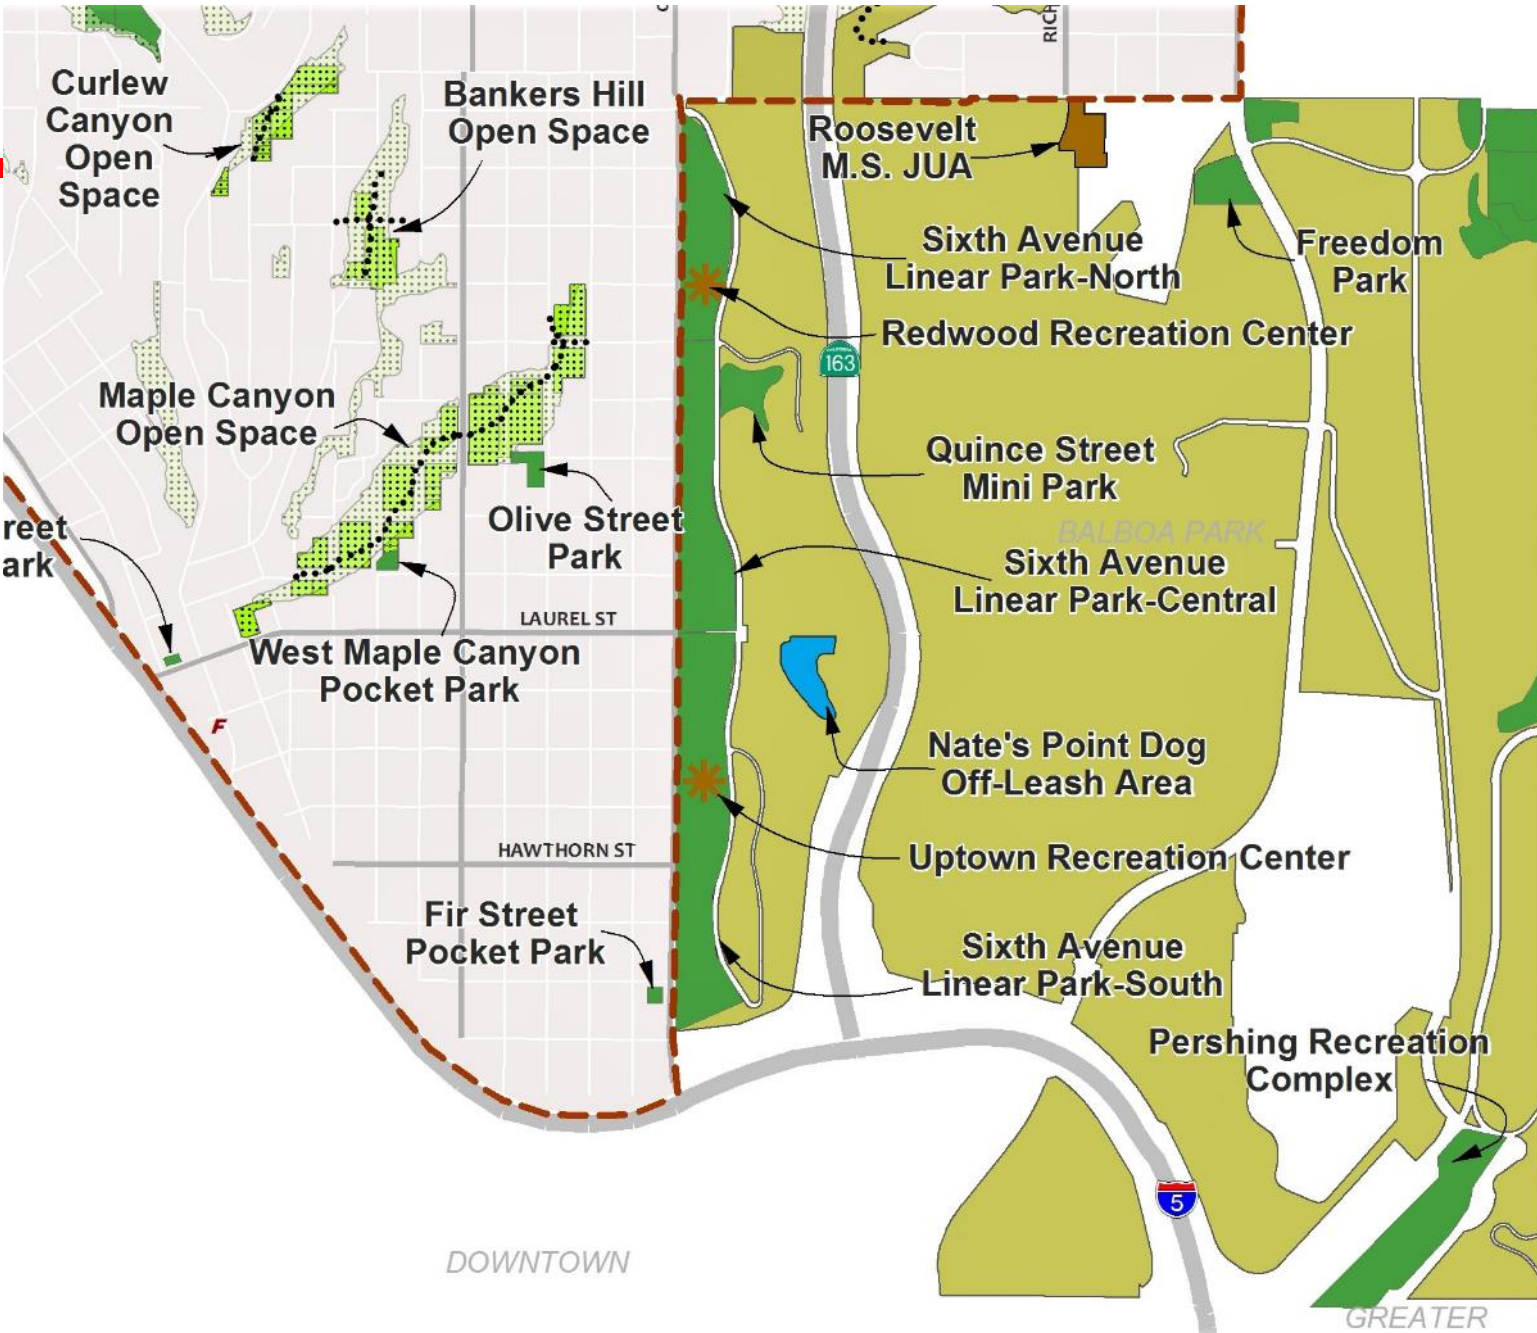 Curlew
Canyon
Open
Space
Bankers Hill
Open Space
Roosevelt
M.S. JUA
Sixth Avenue
Linear Park-North
Freedom
Park
Redwood Recreation Center
163
Maple Canyon
Open Space
Quince Street
Mini Park
Olive Street
Park
BALBOA PARK
reet
ark
Sixth Avenue
Linear Park-Central
LAUREL ST
West Maple Canyon
Pocket Park
F
Nate's Point Dog
Off-Leash Area
HAWTHORN ST
Uptown Recreation Center
Fir Street
Pocket Park
Sixth Avenue
Linear Park-South
Pershing Recreation
Complex
5
DOWNTOWN
GREATER
RICH